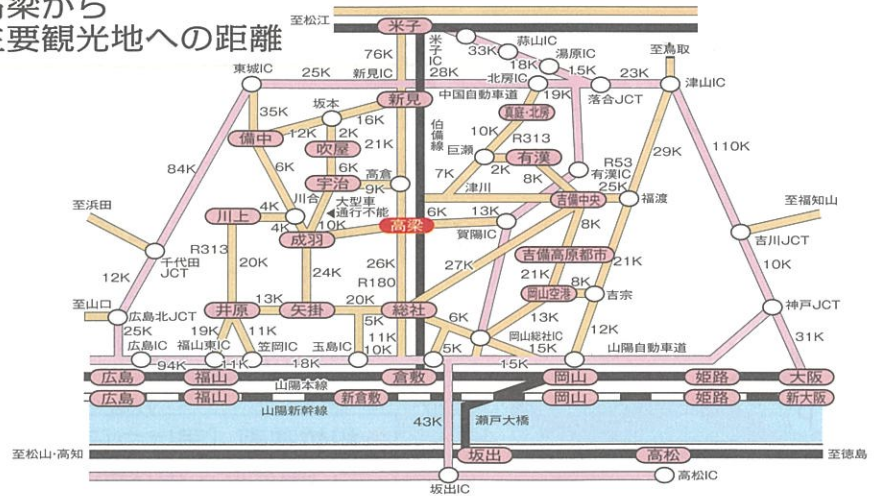 高梁から
主要観光地への距離
至松江
米子
76K
米子IC
33K
蒜山IC
18K
湯原IC
15K
至鳥取
東城IC
25K
新見IC
28K
北房IC
中国自動車道
19K
落合JCT
23K
津山IC
35K
坂本
16K
新見
真庭・北房
備中
12K
2K
吹屋
21K
伯備線
10K
巨瀬
R313
有漢
R53
有漢IC
29K
110K
84K
6K
6K
宇治
高倉
9K
7K
2K
8K
津川
25K
福渡
吉備中央
至浜田
川上
4K
川合
4K
大型車
通行不能
10K
成羽
高梁
6K
13K
賀陽IC
8K
至福知山
吉川JCT
千代田
JCT
R313
20K
24K
26K
R180
27K
吉備高原都市
21K
21K
12K
10K
至山口
広島北JCT
井原
13K
矢掛
20K
総社
岡山空港
8K
吉宗
神戸JCT
25K
広島IC
19K
福山東IC
11K
笠岡IC
5K
玉島IC
11K
10K
6K
5K
岡山総社IC
13K
15K
12K
山陽自動車道
31K
94K
11K
18K
15K
広島
福山
山陽本線
倉敷
岡山
姫路
大阪
広島
福山
山陽新幹線
新倉敷
岡山
姫路
新大阪
43K
瀬戸大橋
至松山・高知
坂出
高松
至徳島
坂出IC
高松IC